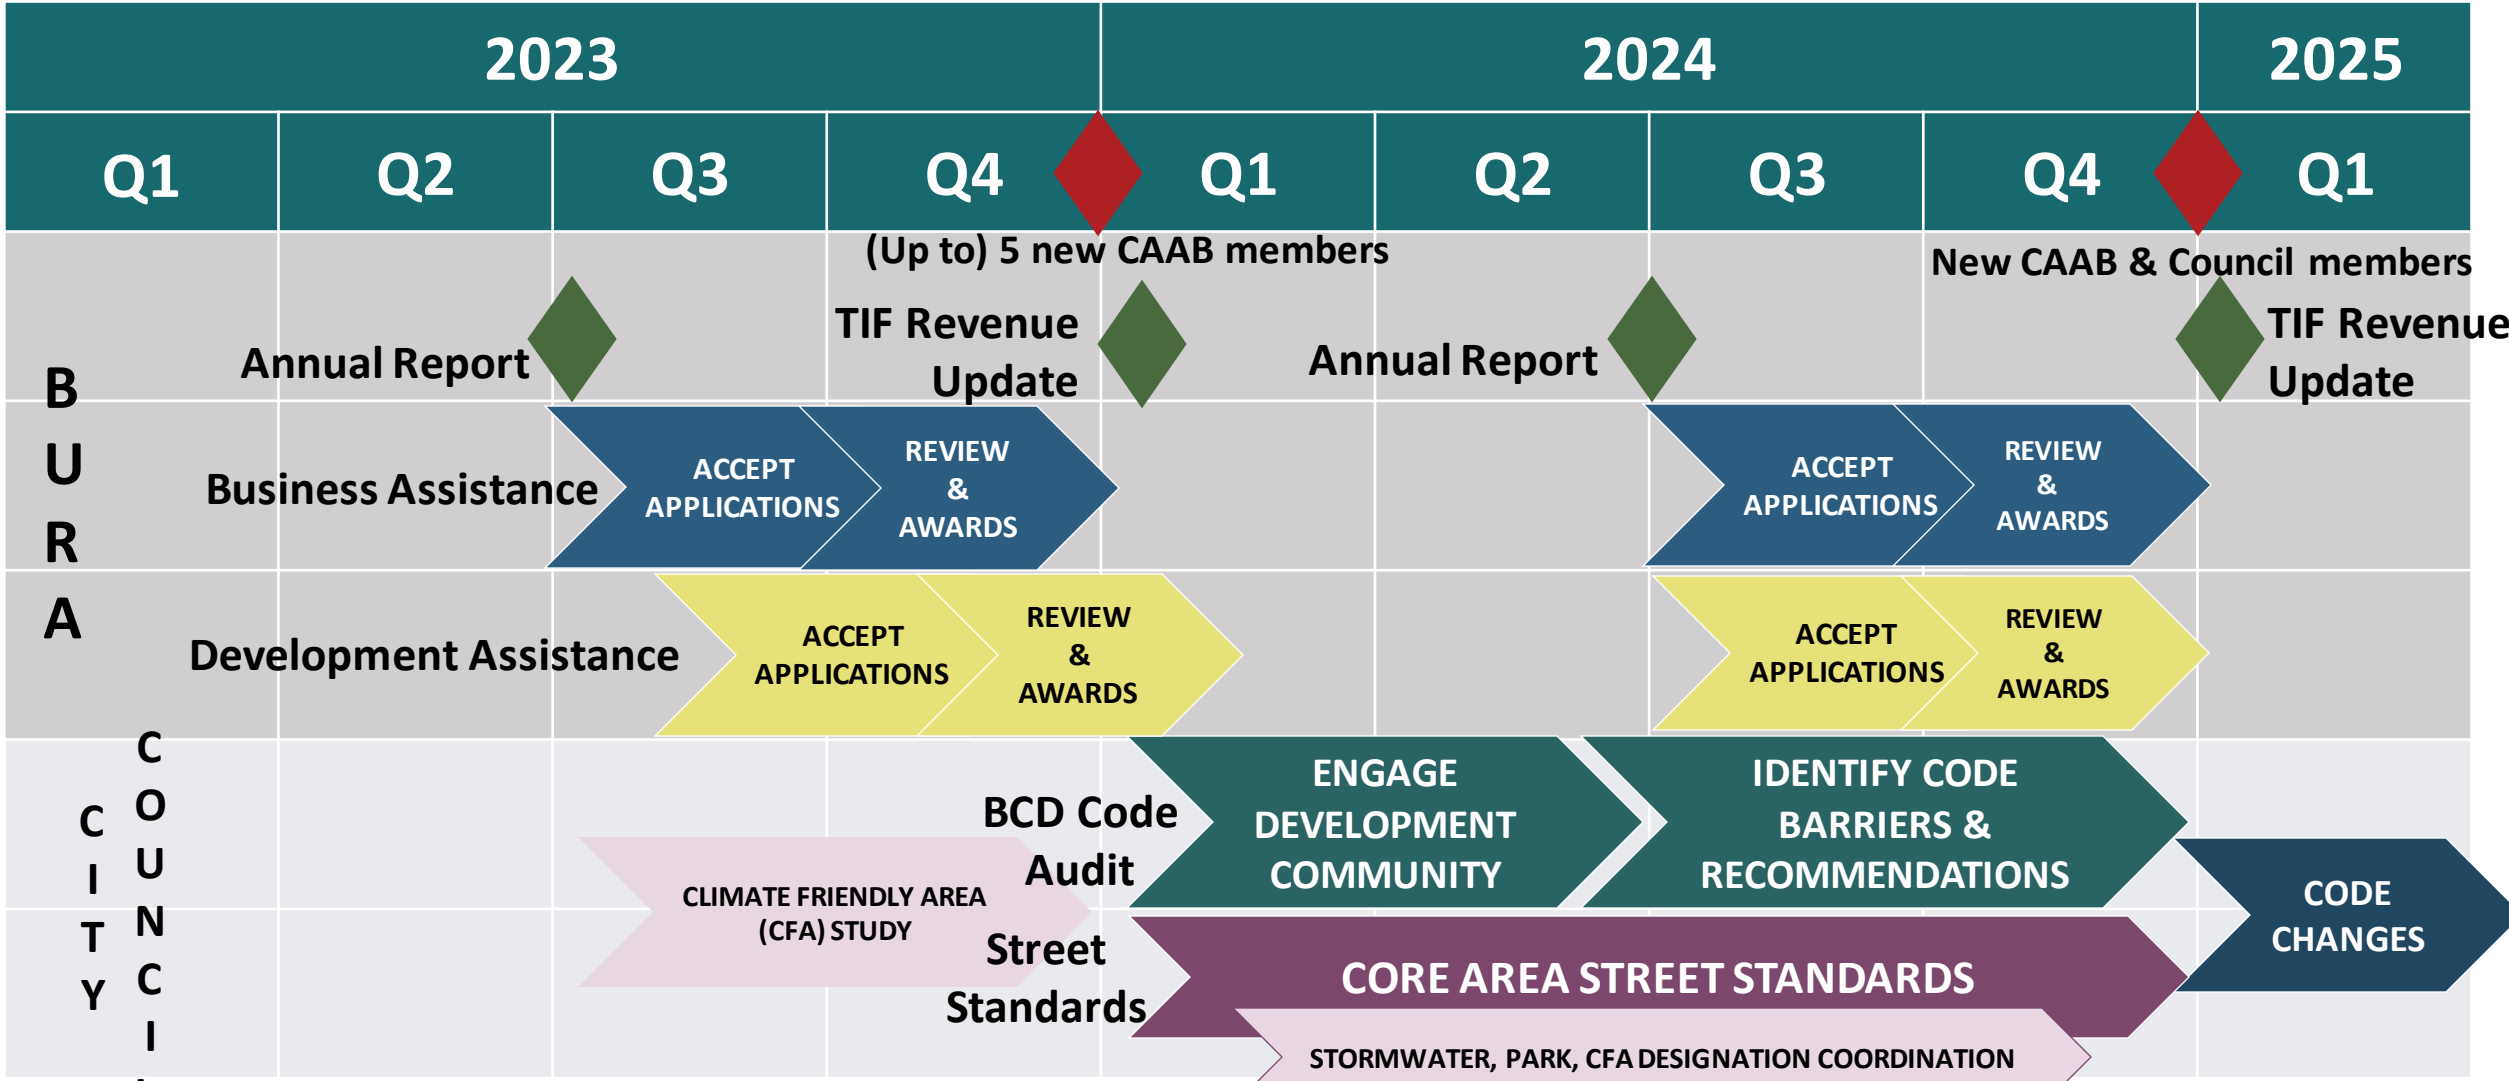 2023
2024
2025
Q1
Q2
Q3
Q4
Q1
Q2
Q3
Q4
Q1
(Up to) 5 new CAAB members
New CAAB & Council members
BURA
Annual Report
TIF Revenue
Update
Annual Report
TIF Revenue
Update
Business Assistance
ACCEPT
APPLICATIONS
REVIEW
&
AWARDS
ACCEPT
APPLICATIONS
REVIEW
&
AWARDS
Development Assistance
ACCEPT
APPLICATIONS
REVIEW
&
AWARDS
ACCEPT
APPLICATIONS
REVIEW
&
AWARDS
CITY
COUNCI
BCD Code
Audit
ENGAGE
DEVELOPMENT
COMMUNITY
IDENTIFY CODE
BARRIERS &
RECOMMENDATIONS
CLIMATE FRIENDLY AREA
(CFA) STUDY
CODE
CHANGES
Street
Standards
CORE AREA STREET STANDARDS
STORMWATER, PARK, CFA DESIGNATION COORDINATION